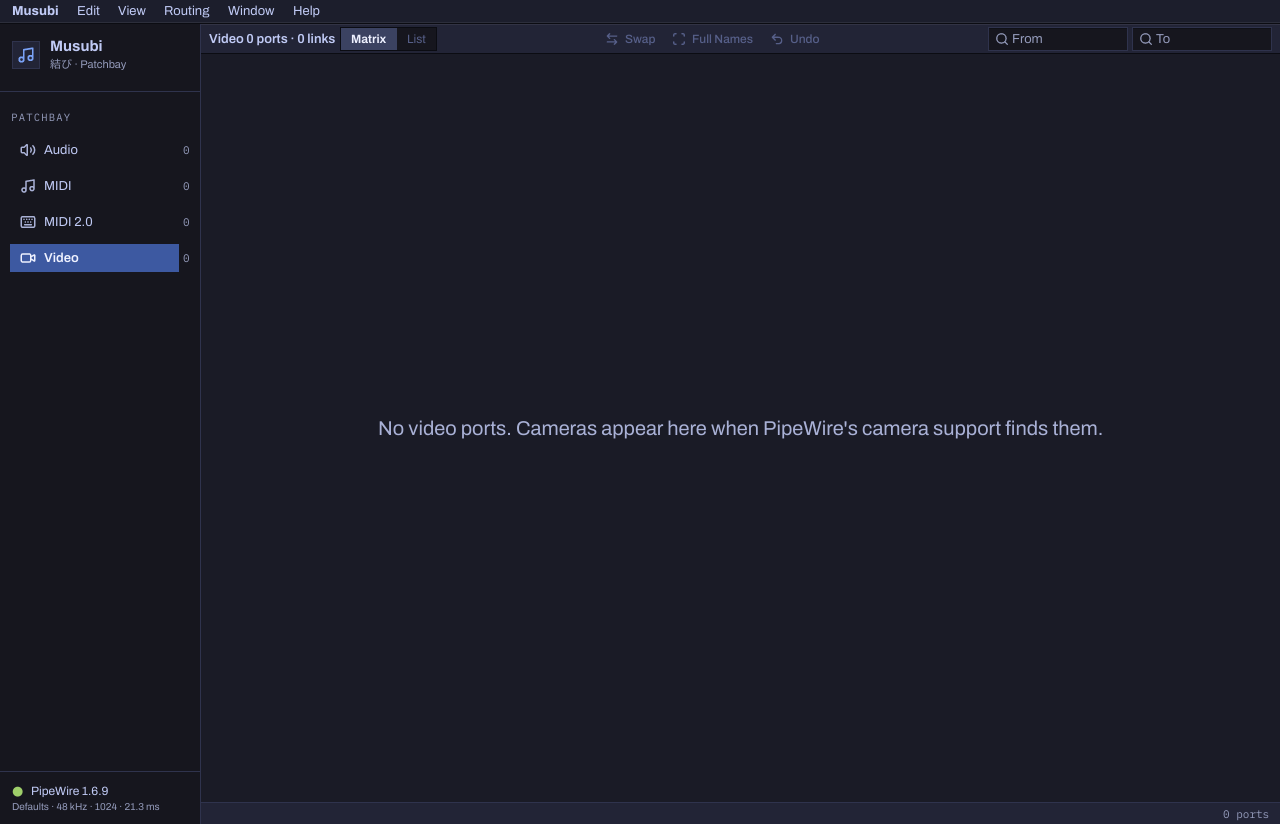 Musubi Edit View Routing Window Help
Musubi
結び · Patchbay
Video 0 ports · 0 links Matrix List Swap Full Names Undo From To
PATCHBAY
Audio 0
MIDI 0
MIDI 2.0 0
Video 0
No video ports. Cameras appear here when PipeWire's camera support finds them.
PipeWire 1.6.9
Defaults · 48 kHz · 1024 · 21.3 ms
0 ports